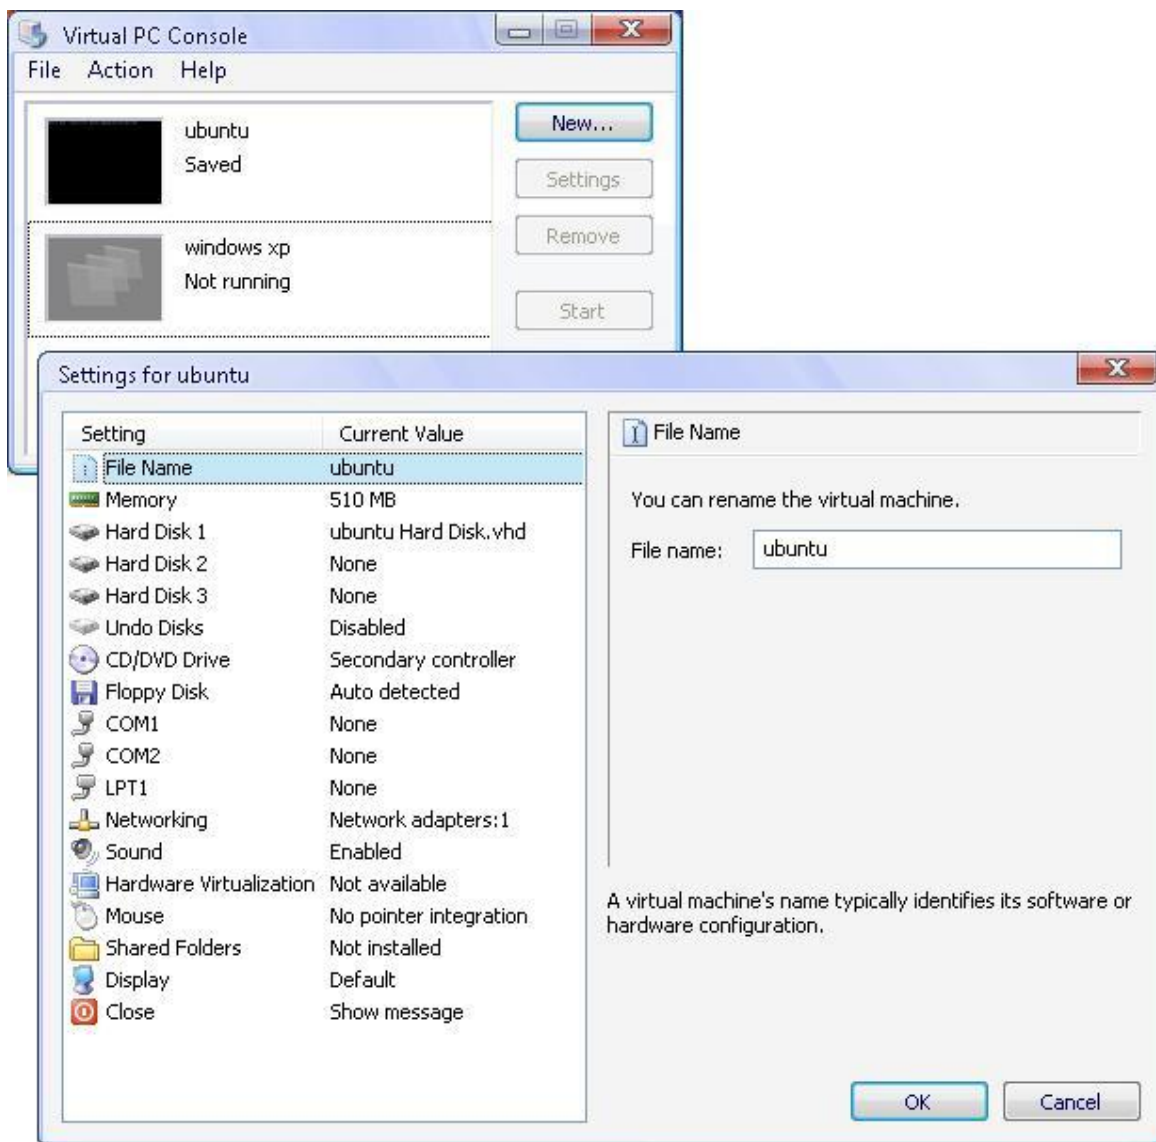 Virtual PC Console
File Action Help
ubuntu
Saved
New...
Settings
Remove
windows xp
Not running
Start
Settings for ubuntu
Setting Current Value
File Name ubuntu
Memory 510 MB
Hard Disk 1 ubuntu Hard Disk.vhd
Hard Disk 2 None
Hard Disk 3 None
Undo Disks Disabled
CD/DVD Drive Secondary controller
Floppy Disk Auto detected
COM1 None
COM2 None
LPT1 None
Networking Network adapters:1
Sound Enabled
Hardware Virtualization Not available
Mouse No pointer integration
Shared Folders Not installed
Display Default
Close Show message
File Name
You can rename the virtual machine.
File name: ubuntu
A virtual machine's name typically identifies its software or
hardware configuration.
OK Cancel